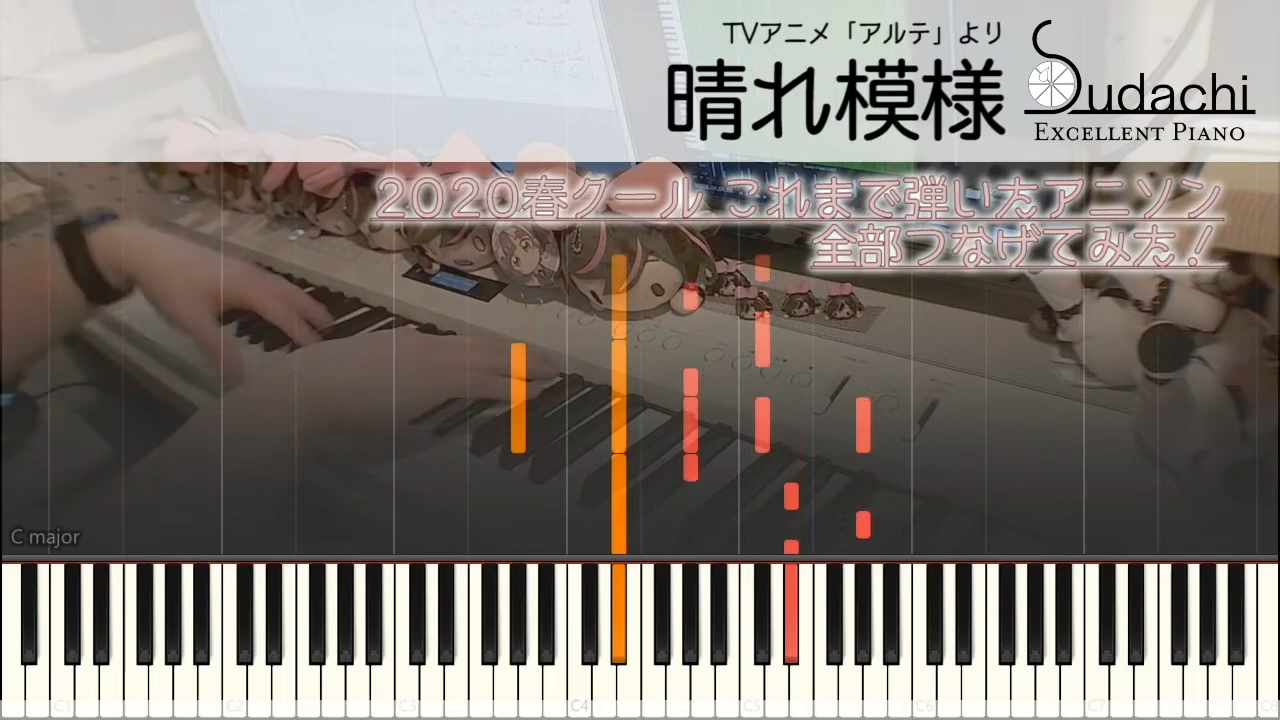 TVアニメ「アルテ」より
晴れ模様
Sudachi
EXCELLENT PIANO
2020春クール これまで弾いたアニソン
全部つなげてみた！
C major
C1 C2 C3 C4 C5 C6 C7 C8